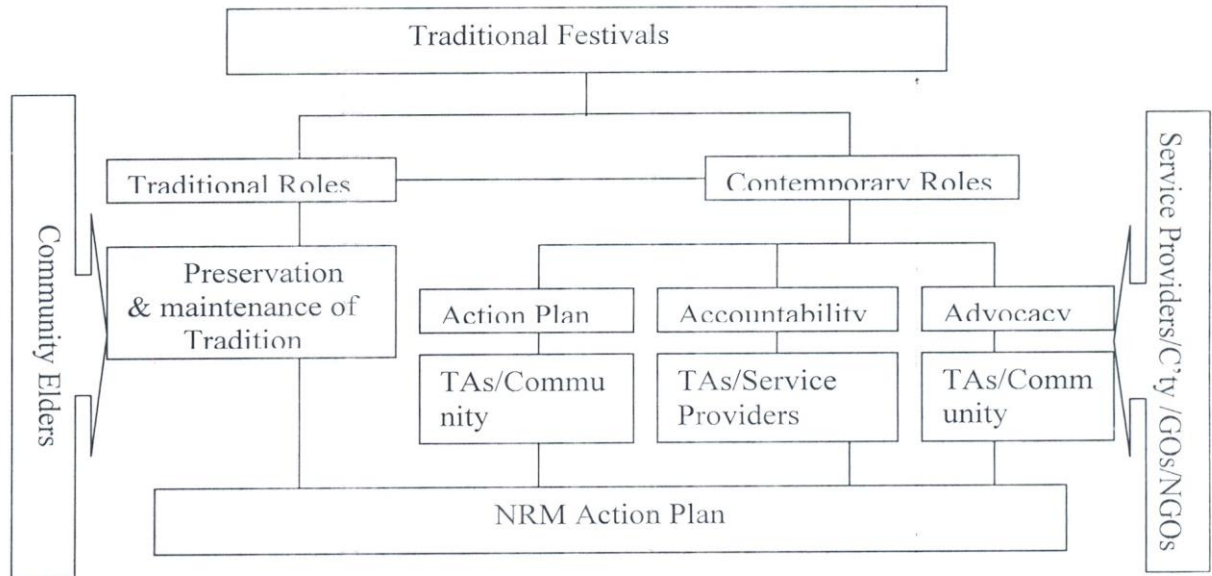 Traditional Festivals
Traditional Roles
Contemporary Roles
Community Elders
Preservation
& maintenance of
Tradition
Action Plan
Accountability
Advocacy
TAs/Commu
nity
TAs/Service
Providers
TAs/Comm
unity
Service Providers/C'ty /GOs/NGOs
NRM Action Plan